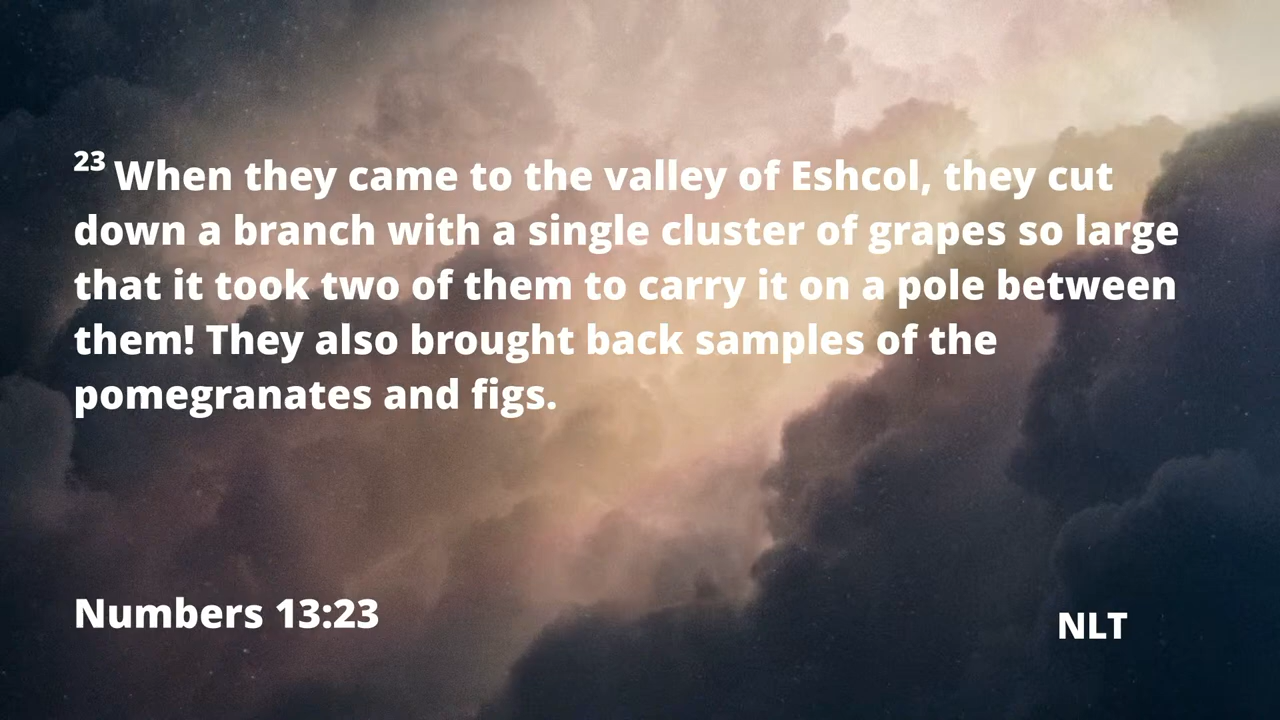 23 When they came to the valley of Eshcol, they cut
down a branch with a single cluster of grapes so large
that it took two of them to carry it on a pole between
them! They also brought back samples of the
pomegranates and figs.
Numbers 13:23
NLT